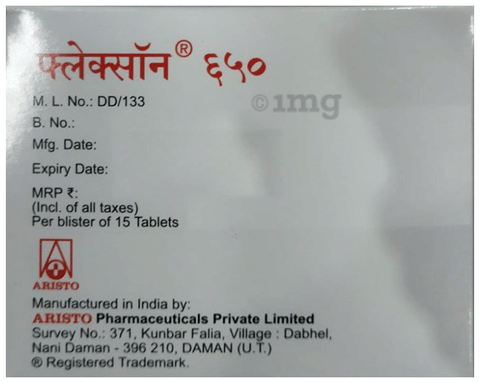 फ्लेक्सॉन® ६५०
©1mg
M. L. No.: DD/133
B. No.:
Mfg. Date:
Expiry Date:
MRP ₹:
(Incl. of all taxes)
Per blister of 15 Tablets
ARISTO
Manufactured in India by:
ARISTO Pharmaceuticals Private Limited
Survey No.: 371, Kunbar Falia, Village : Dabhel,
Nani Daman - 396 210, DAMAN (U.T.)
® Registered Trademark.